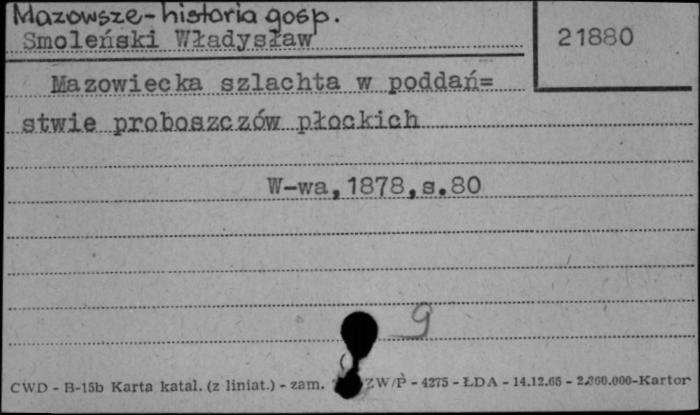 Mazowsze-historia gosp.
Smoleński Władysław
21880
Mazowiecka szlachta w poddań=
stwie proboszczów płockich
W-wa,1878,s.80
9
CWD - B-15b Karta katal. (z liniat.) - zam. ZW/P - 4275 - ŁDA - 14.12.65 - 2.360.000-Kartor